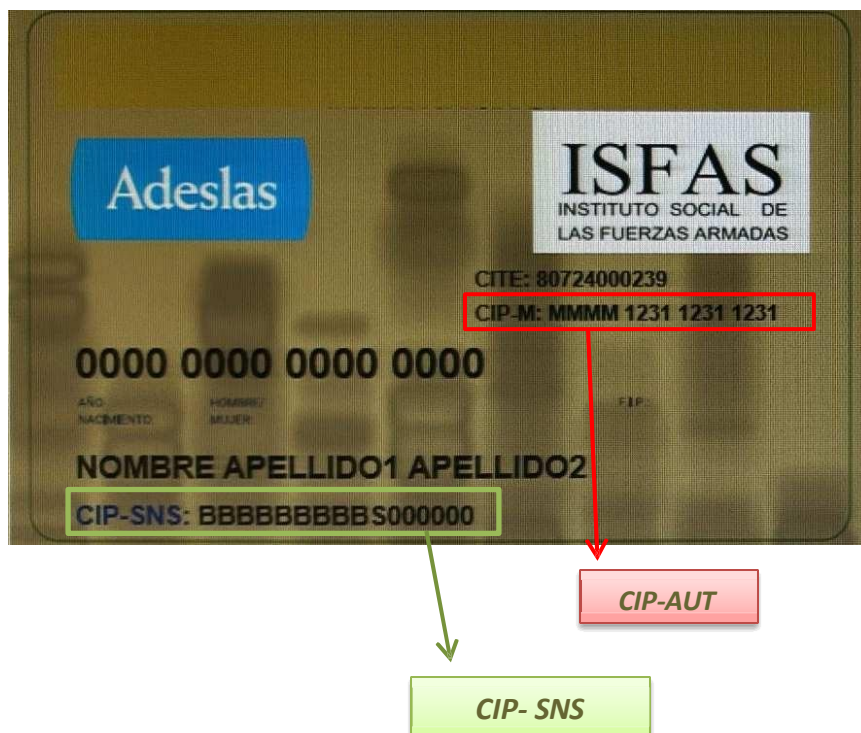 Adeslas
ISFAS
INSTITUTO SOCIAL DE
LAS FUERZAS ARMADAS
CITE: 80724000239
CIP-M: MMMM 1231 1231 1231
0000 0000 0000 0000
AÑO
NACIMIENTO:
HOMBRE/
MUJER:
F.I.P.:
NOMBRE APELLIDO1 APELLIDO2
CIP-SNS: BBBBBBBBBS000000
CIP-AUT
CIP- SNS